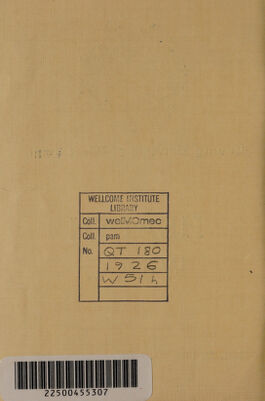 WELLCOME INSTITUTE
LIBRARY
Coll. welMOmec
Coll. pam
No. QT 180
1926
W51h
22500455307